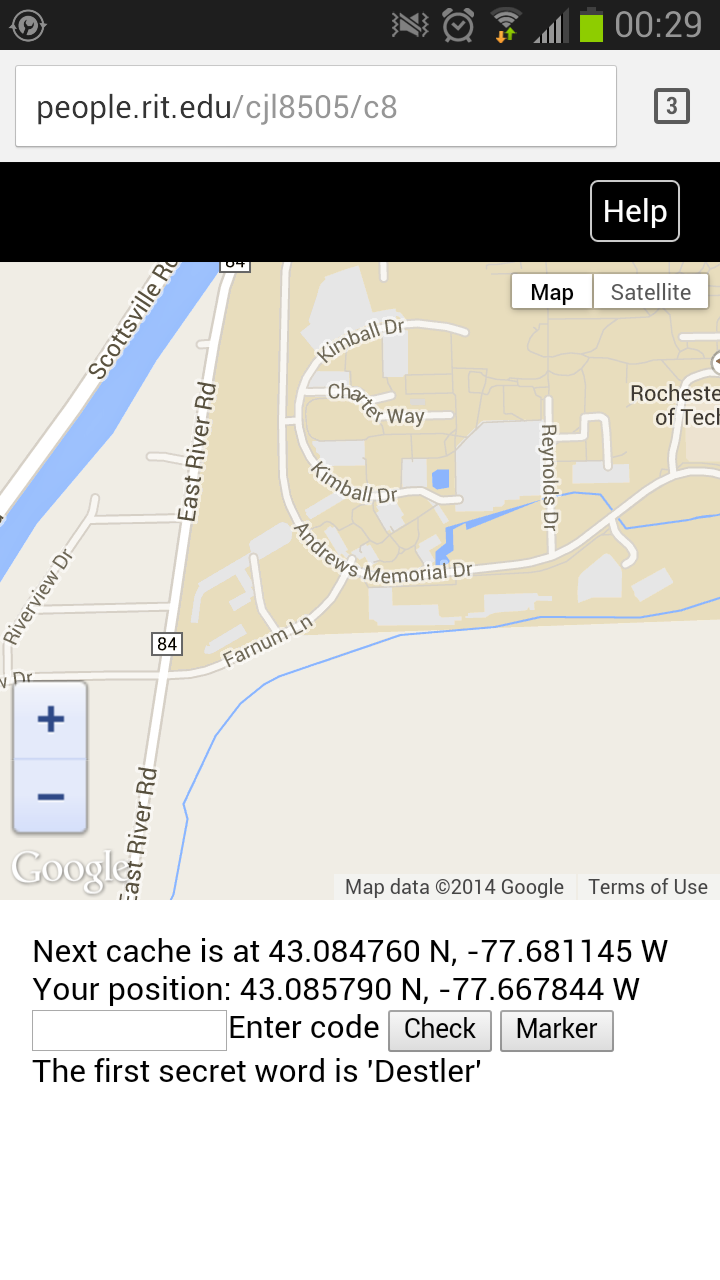 00:29
people.rit.edu/cjl8505/c8
3
Help
84
Map Satellite
Scottsville Rd
Kimball Dr
Charter Way
Rocheste
of Tech
East River Rd
Reynolds Dr
Kimball Dr
Andrews Memorial Dr
Riverview Dr
Farnum Ln
84
w Dr
+
−
East River Rd
Google
Map data ©2014 Google Terms of Use
Next cache is at 43.084760 N, -77.681145 W
Your position: 43.085790 N, -77.667844 W
Enter code Check Marker
The first secret word is 'Destler'